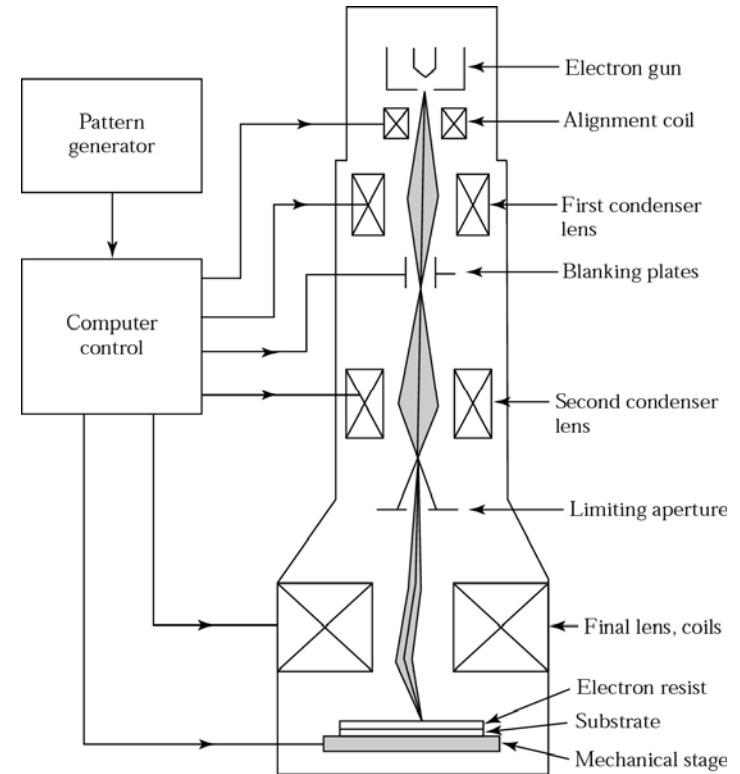 Electron gun
Pattern
generator
Alignment coil
First condenser
lens
Blanking plates
Computer
control
Second condenser
lens
Limiting aperture
Final lens, coils
Electron resist
Substrate
Mechanical stage